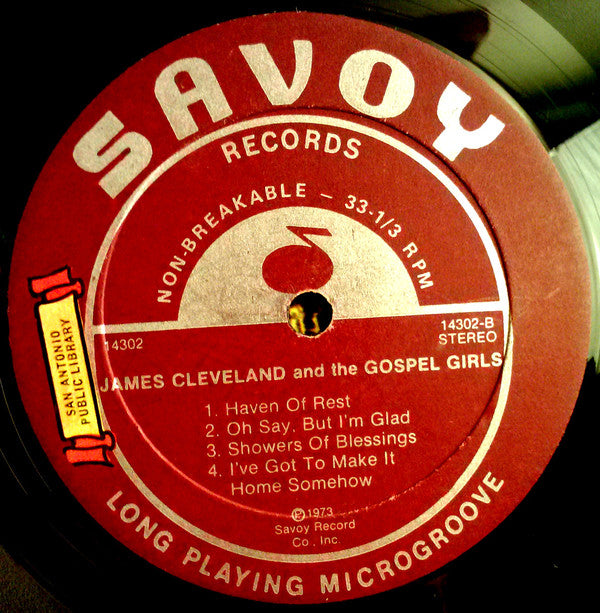 SAVOY
RECORDS
NON-BREAKABLE – 33-1/3 RPM
14302
14302-B
STEREO
SAN ANTONIO
PUBLIC LIBRARY
JAMES CLEVELAND and the GOSPEL GIRLS
1. Haven Of Rest
2. Oh Say, But I'm Glad
3. Showers Of Blessings
4. I've Got To Make It
Home Somehow
Ⓟ1973
Savoy Record
Co., Inc.
LONG PLAYING MICROGROOVE